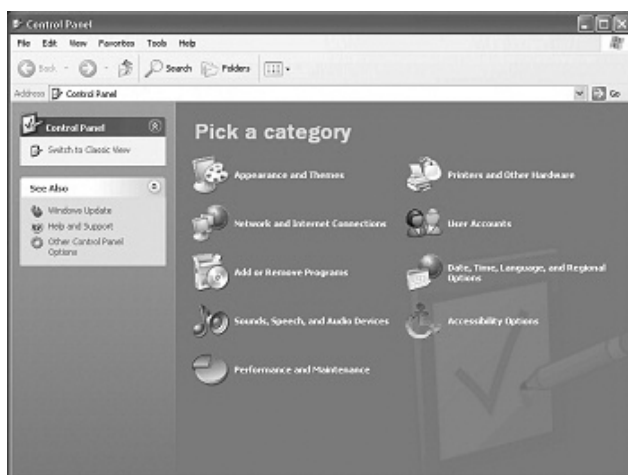 Control Panel
File Edit View Favorites Tools Help
Back Search Folders
Address Control Panel Go
Control Panel
Switch to Classic View
See Also
Windows Update
Help and Support
Other Control Panel
Options
Pick a category
Appearance and Themes
Printers and Other Hardware
Network and Internet Connections
User Accounts
Add or Remove Programs
Date, Time, Language, and Regional
Options
Sounds, Speech, and Audio Devices
Accessibility Options
Performance and Maintenance